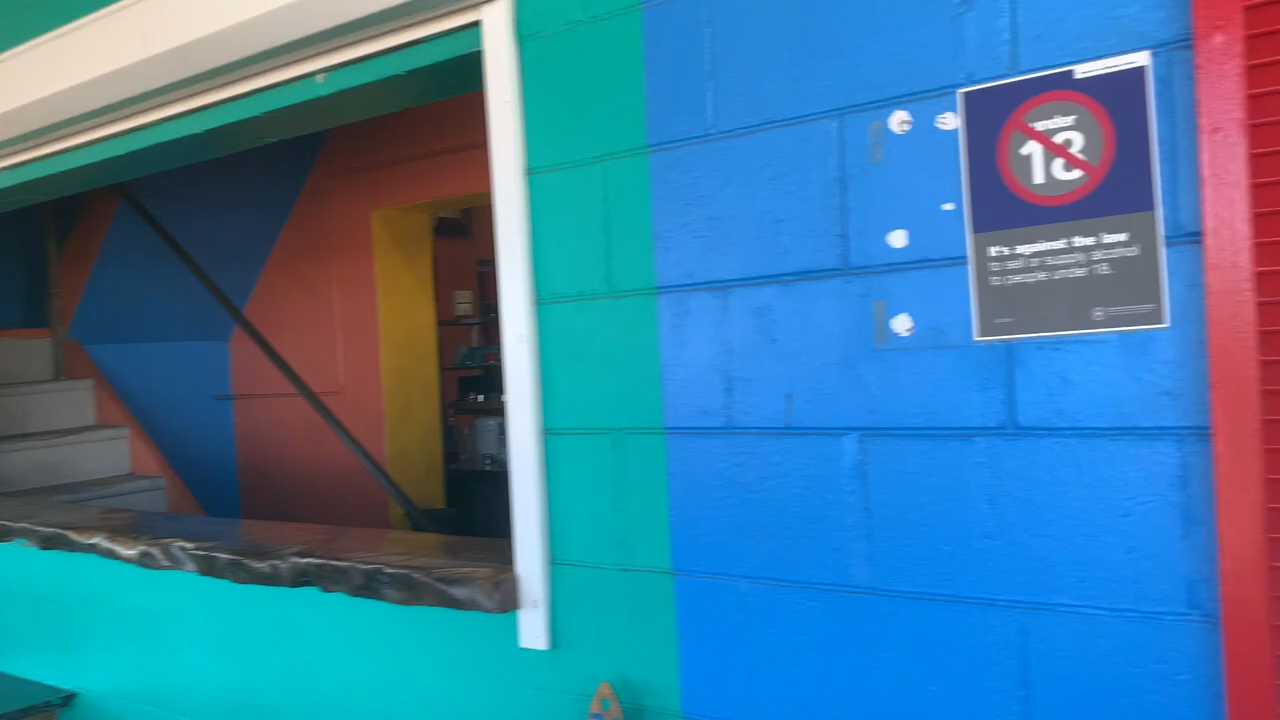 under
18
It's against the law
to sell or supply alcohol
to people under 18.